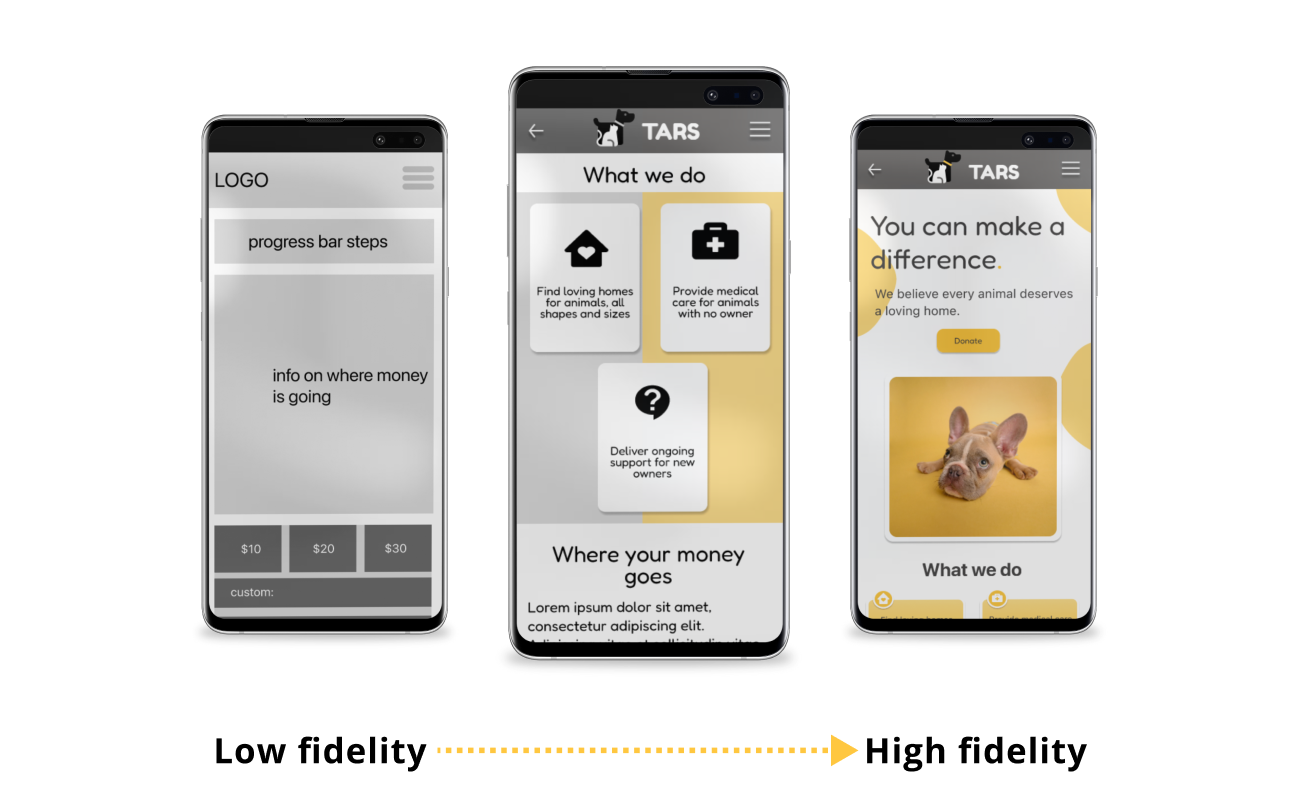 LOGO
progress bar steps
info on where money
is going
$10
$20
$30
custom:
TARS
What we do
Find loving homes
for animals, all
shapes and sizes
Provide medical
care for animals
with no owner
Deliver ongoing
support for new
owners
Where your money
goes
Lorem ipsum dolor sit amet,
consectetur adipiscing elit.
TARS
You can make a
difference.
We believe every animal deserves
a loving home.
Donate
What we do
Low fidelity
High fidelity